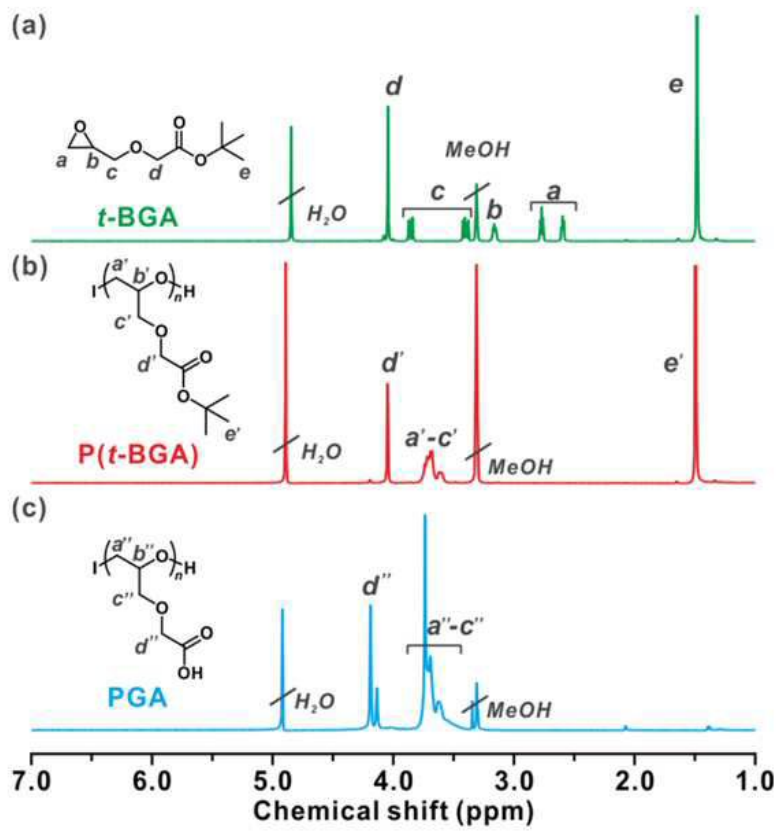 (a)
O
a
b
c
O
d
O
O
e
t-BGA
H2O
d
c
MeOH
b
a
e
(b)
I
a'
b'
O
n
H
c'
O
d'
O
O
e'
P(t-BGA)
H2O
d'
a'-c'
MeOH
e'
(c)
I
a''
b''
O
n
H
c''
O
d''
O
OH
PGA
H2O
d''
a''-c''
MeOH
7.0 6.0 5.0 4.0 3.0 2.0 1.0
Chemical shift (ppm)